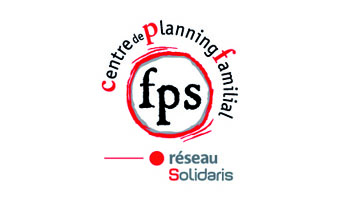 centre de planning familial
fps
réseau
Solidaris